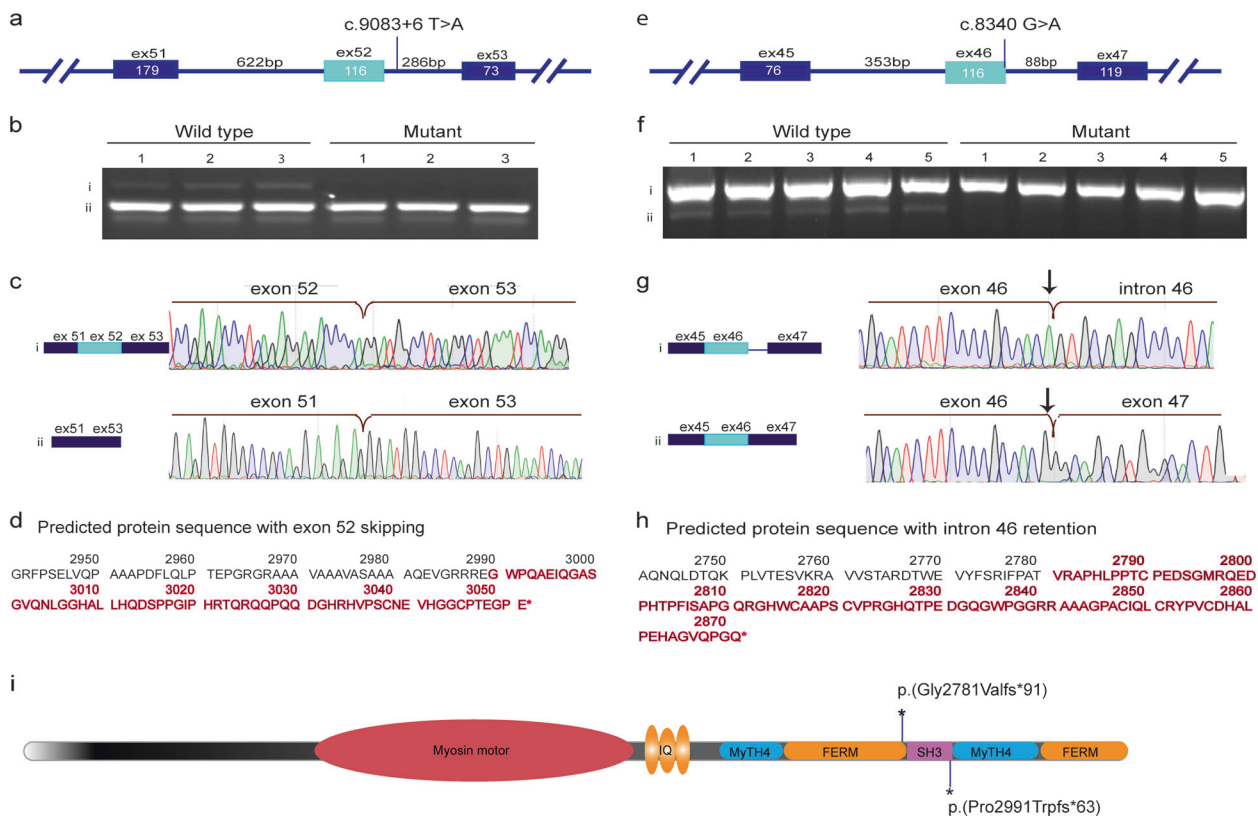 a
c.9083+6 T>A
ex51
ex52
ex53
179
622bp
116
286bp
73
b
Wild type
Mutant
1 2 3 1 2 3
i
ii
c
exon 52
exon 53
ex 51 ex 52 ex 53
i
exon 51
exon 53
ex51 ex53
ii
d Predicted protein sequence with exon 52 skipping
2950 2960 2970 2980 2990 3000
GRFPSELVQP AAAPDFLQLP TEPGRGRAAA VAAAVASAAA AQEVGRRREG WPQAEIQGAS
3010 3020 3030 3040 3050
GVQNLGGHAL LHQDSPPGIP HRTQRQQPQQ DGHRHVPSCNE VHGGCPTEGP E*
e
c.8340 G>A
ex45
ex46
ex47
76
353bp
116
88bp
119
f
Wild type
Mutant
1 2 3 4 5 1 2 3 4 5
i
ii
g
exon 46
intron 46
ex45 ex46 ex47
i
exon 46
exon 47
ex45 ex46 ex47
ii
h Predicted protein sequence with intron 46 retention
2750 2760 2770 2780 2790 2800
AQNQLDTQK PLVTESVKRA VVSTARDTWE VYFSRIFPAT VRAPHLPPTC PEDSGMRQED
2810 2820 2830 2840 2850 2860
PHTPFISAPG QRGHWCAAPS CVPRGHQTPE DGQGWPGGRR AAAGPACIQL CRYPVCDHAL
2870
PEHAGVQPGQ*
i
p.(Gly2781Valfs*91)
*
Myosin motor
IQ
MyTH4
FERM
SH3
MyTH4
FERM
*
p.(Pro2991Trpfs*63)